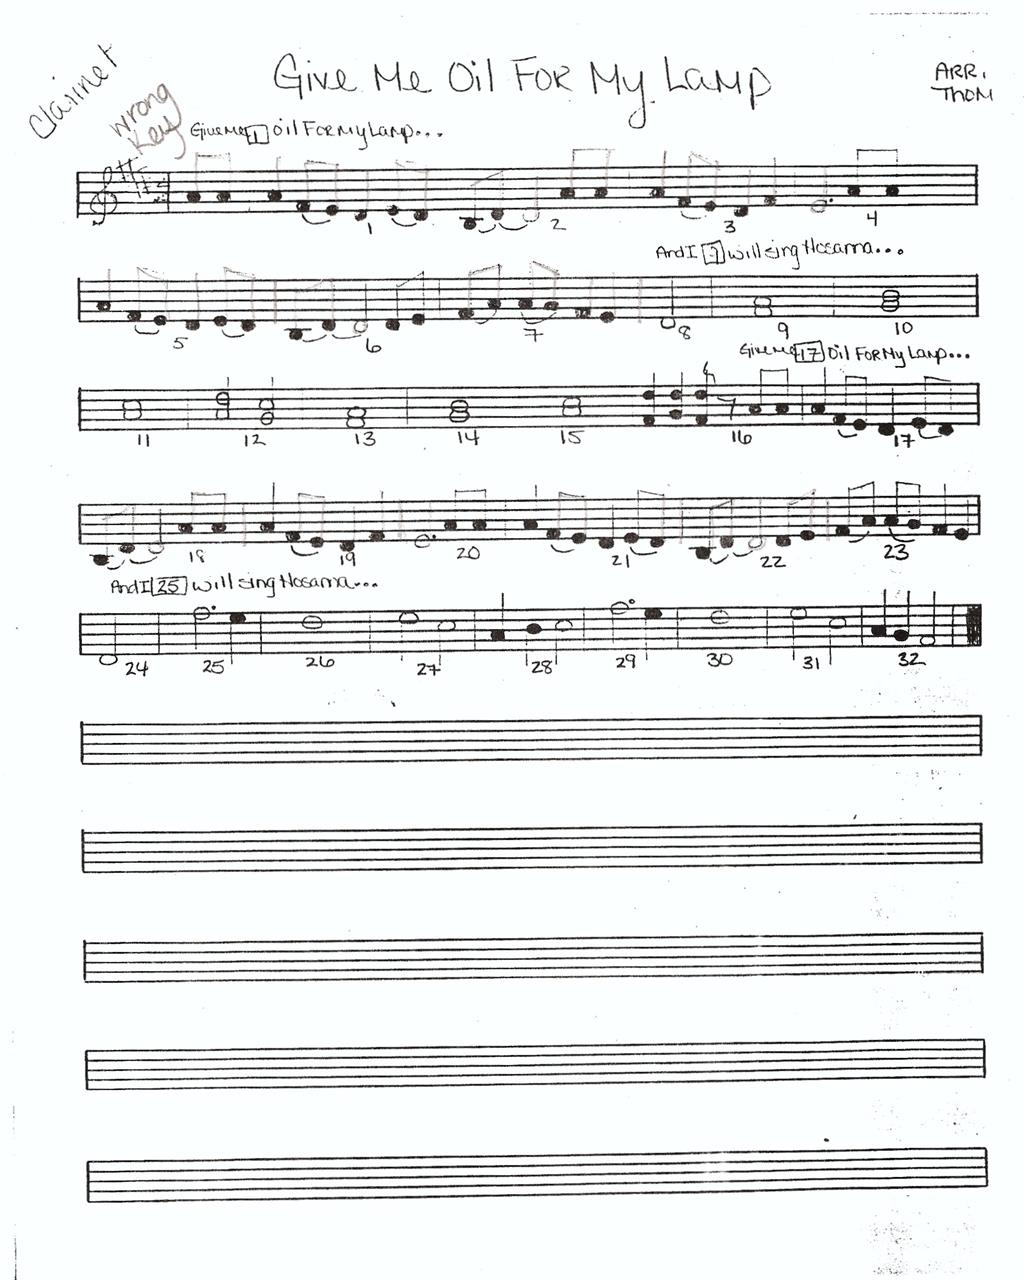 Clarinet
Give Me Oil For My Lamp
ARR.
THOM
Wrong
Key
Give Me 1 Oil For My Lamp...
1 2 3 4
And I 9 will sing Hosanna...
5 6 7 8 9 10
Give Me 17 Oil For My Lamp...
11 12 13 14 15 16 17
18 19 20 21 22 23
And I 25 will sing Hosanna...
24 25 26 27 28 29 30 31 32